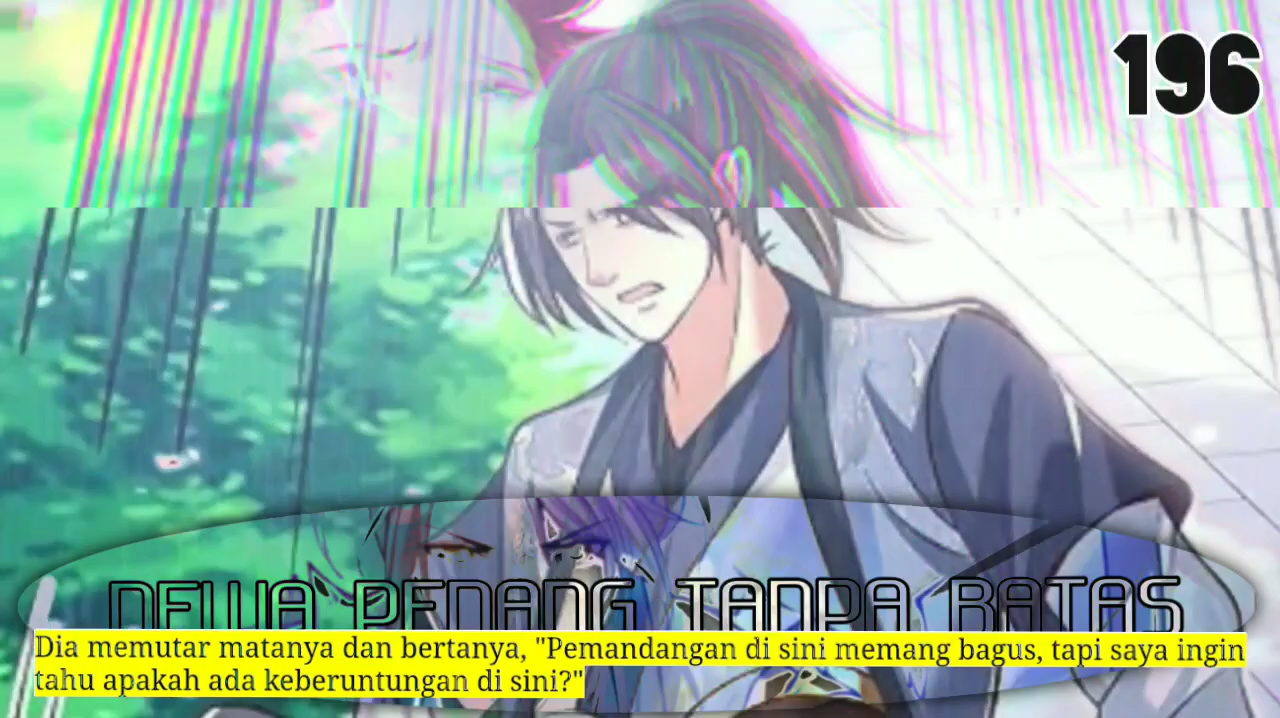 196
DEWA PEDANG TANPA BATAS
Dia memutar matanya dan bertanya, "Pemandangan di sini memang bagus, tapi saya ingin
tahu apakah ada keberuntungan di sini?"